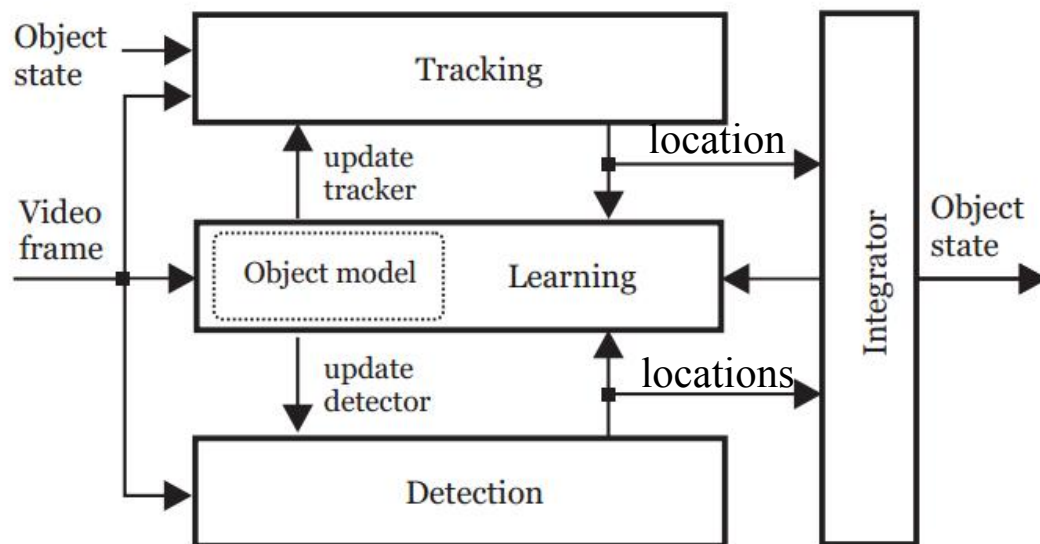 Object
state
Tracking
location
update
tracker
Video
frame
Object model
Learning
Integrator
Object
state
update
detector
locations
Detection